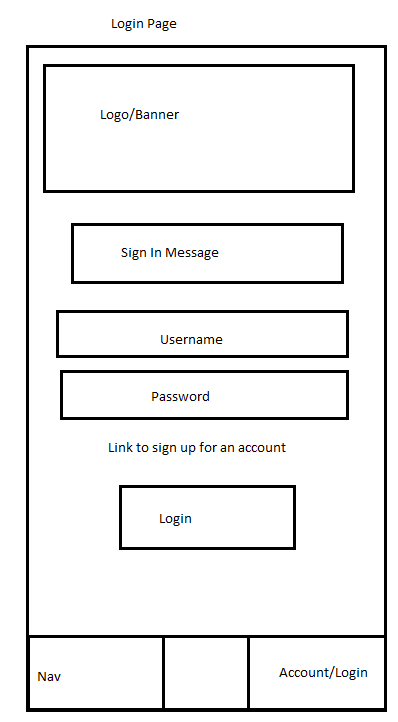 Login Page
Logo/Banner
Sign In Message
Username
Password
Link to sign up for an account
Login
Nav
Account/Login